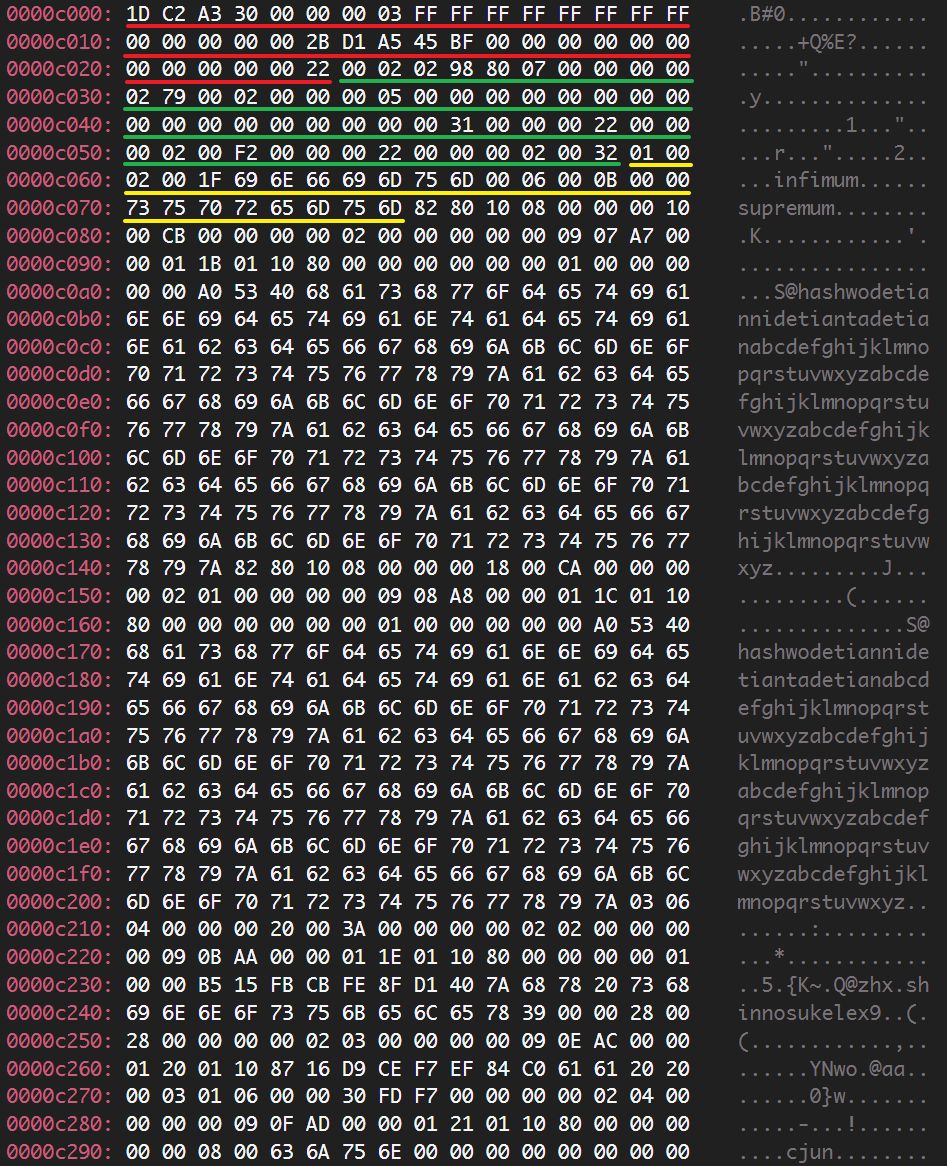 0000c000: 1D C2 A3 30 00 00 00 03 FF FF FF FF FF FF FF FF .B#0............
0000c010: 00 00 00 00 00 2B D1 A5 45 BF 00 00 00 00 00 00 .....+Q%E?......
0000c020: 00 00 00 00 00 22 00 02 02 98 80 07 00 00 00 00 ....."..........
0000c030: 02 79 00 02 00 00 00 05 00 00 00 00 00 00 00 00 .y..............
0000c040: 00 00 00 00 00 00 00 00 00 31 00 00 00 22 00 00 .........1..."..
0000c050: 00 02 00 F2 00 00 00 22 00 00 00 02 00 32 01 00 ...r...".....2..
0000c060: 02 00 1F 69 6E 66 69 6D 75 6D 00 06 00 0B 00 00 ...infimum......
0000c070: 73 75 70 72 65 6D 75 6D 82 80 10 08 00 00 00 10 supremum........
0000c080: 00 CB 00 00 00 00 02 00 00 00 00 00 09 07 A7 00 .K............'.
0000c090: 00 01 1B 01 10 80 00 00 00 00 00 00 01 00 00 00 ................
0000c0a0: 00 00 A0 53 40 68 61 73 68 77 6F 64 65 74 69 61 ...S@hashwodetia
0000c0b0: 6E 6E 69 64 65 74 69 61 6E 74 61 64 65 74 69 61 nnidetiantadetia
0000c0c0: 6E 61 62 63 64 65 66 67 68 69 6A 6B 6C 6D 6E 6F nabcdefghijklmno
0000c0d0: 70 71 72 73 74 75 76 77 78 79 7A 61 62 63 64 65 pqrstuvwxyzabcde
0000c0e0: 66 67 68 69 6A 6B 6C 6D 6E 6F 70 71 72 73 74 75 fghijklmnopqrstu
0000c0f0: 76 77 78 79 7A 61 62 63 64 65 66 67 68 69 6A 6B vwxyzabcdefghijk
0000c100: 6C 6D 6E 6F 70 71 72 73 74 75 76 77 78 79 7A 61 lmnopqrstuvwxyza
0000c110: 62 63 64 65 66 67 68 69 6A 6B 6C 6D 6E 6F 70 71 bcdefghijklmnopq
0000c120: 72 73 74 75 76 77 78 79 7A 61 62 63 64 65 66 67 rstuvwxyzabcdefg
0000c130: 68 69 6A 6B 6C 6D 6E 6F 70 71 72 73 74 75 76 77 hijklmnopqrstuvw
0000c140: 78 79 7A 82 80 10 08 00 00 00 18 00 CA 00 00 00 xyz.........J...
0000c150: 00 02 01 00 00 00 00 09 08 A8 00 00 01 1C 01 10 .........(......
0000c160: 80 00 00 00 00 00 00 01 00 00 00 00 00 A0 53 40 ..............S@
0000c170: 68 61 73 68 77 6F 64 65 74 69 61 6E 6E 69 64 65 hashwodetiannide
0000c180: 74 69 61 6E 74 61 64 65 74 69 61 6E 61 62 63 64 tiantadetianabcd
0000c190: 65 66 67 68 69 6A 6B 6C 6D 6E 6F 70 71 72 73 74 efghijklmnopqrst
0000c1a0: 75 76 77 78 79 7A 61 62 63 64 65 66 67 68 69 6A uvwxyzabcdefghij
0000c1b0: 6B 6C 6D 6E 6F 70 71 72 73 74 75 76 77 78 79 7A klmnopqrstuvwxyz
0000c1c0: 61 62 63 64 65 66 67 68 69 6A 6B 6C 6D 6E 6F 70 abcdefghijklmnop
0000c1d0: 71 72 73 74 75 76 77 78 79 7A 61 62 63 64 65 66 qrstuvwxyzabcdef
0000c1e0: 67 68 69 6A 6B 6C 6D 6E 6F 70 71 72 73 74 75 76 ghijklmnopqrstuv
0000c1f0: 77 78 79 7A 61 62 63 64 65 66 67 68 69 6A 6B 6C wxyzabcdefghijkl
0000c200: 6D 6E 6F 70 71 72 73 74 75 76 77 78 79 7A 03 06 mnopqrstuvwxyz..
0000c210: 04 00 00 00 20 00 3A 00 00 00 00 00 02 02 00 00 ......:.........
0000c220: 00 00 09 0B AA 00 00 01 1E 01 10 80 00 00 00 00 00 01 ...*............
0000c230: 00 00 B5 15 FB CB FE 8F D1 40 7A 68 78 20 73 68 ..5.{K~.Q@zhx.sh
0000c240: 69 6E 6E 6F 73 75 6B 65 6C 65 78 39 00 00 28 00 innosukelex9..(.
0000c250: 28 00 00 00 00 02 03 00 00 00 00 09 0E AC 00 00 (............,..
0000c260: 01 20 01 10 87 16 D9 CE F7 EF 84 C0 61 61 20 20 ......YNwo.@aa..
0000c270: 00 03 01 06 00 00 30 FD F7 00 00 00 00 02 04 00 ......0}w.......
0000c280: 00 00 00 09 0F AD 00 00 01 21 01 10 80 00 00 00 .....-...!......
0000c290: 00 00 08 00 63 6A 75 6E 00 00 00 00 00 00 00 00 ....cjun........